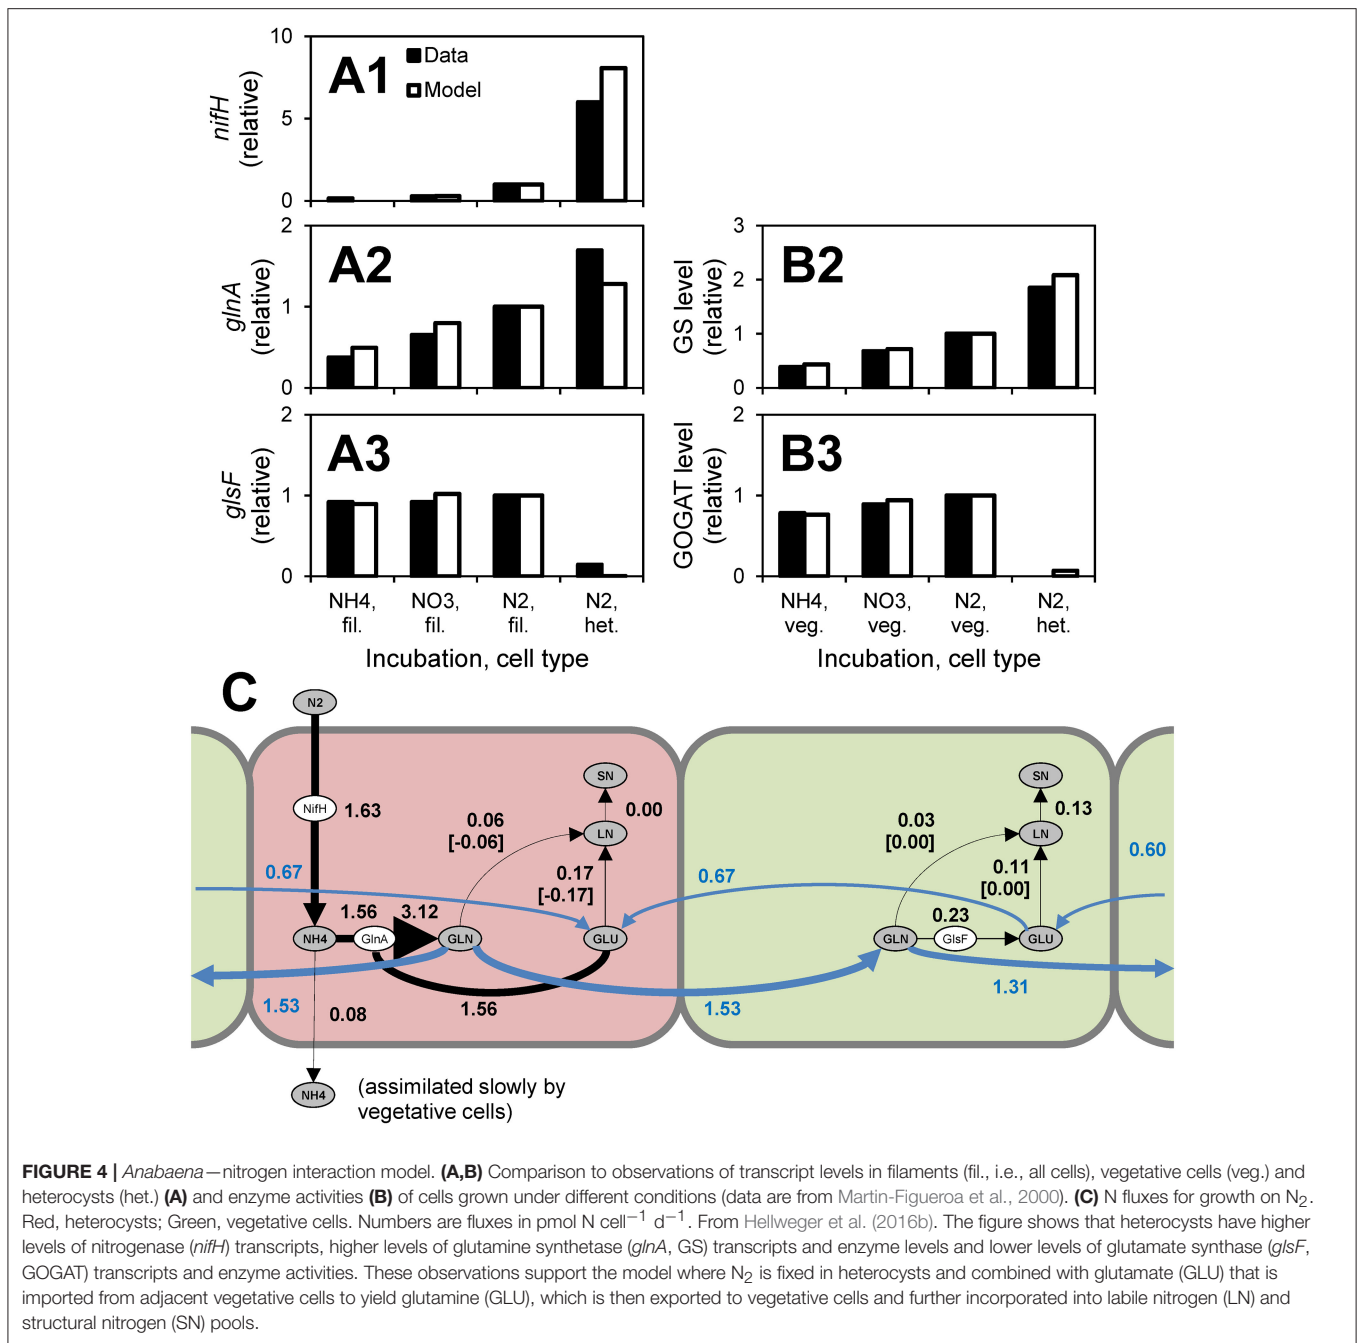 A1
Data
Model
nifH
(relative)
10
5
0
A2
glnA
(relative)
2
1
0
B2
GS level
(relative)
3
2
1
0
A3
glsF
(relative)
2
1
0
B3
GOGAT level
(relative)
2
1
0
NH4, NO3, N2, N2,
fil. fil. fil. het.
Incubation, cell type
NH4, NO3, N2, N2,
veg. veg. veg. het.
Incubation, cell type
C
N2
NifH
1.63
0.67
1.56
3.12
NH4
GlnA
GLN
GLU
0.06
[-0.06]
SN
0.00
LN
0.17
[-0.17]
1.53
0.08
1.56
NH4
(assimilated slowly by
vegetative cells)
0.67
1.53
0.03
[0.00]
SN
0.13
LN
0.11
[0.00]
0.23
GLN
GlsF
GLU
0.60
1.31
FIGURE 4 | Anabaena—nitrogen interaction model. (A,B) Comparison to observations of transcript levels in filaments (fil., i.e., all cells), vegetative cells (veg.) and
heterocysts (het.) (A) and enzyme activities (B) of cells grown under different conditions (data are from Martin-Figueroa et al., 2000). (C) N fluxes for growth on N2.
Red, heterocysts; Green, vegetative cells. Numbers are fluxes in pmol N cell−1 d−1. From Hellweger et al. (2016b). The figure shows that heterocysts have higher
levels of nitrogenase (nifH) transcripts, higher levels of glutamine synthetase (glnA, GS) transcripts and enzyme levels and lower levels of glutamate synthase (glsF,
GOGAT) transcripts and enzyme activities. These observations support the model where N2 is fixed in heterocysts and combined with glutamate (GLU) that is
imported from adjacent vegetative cells to yield glutamine (GLU), which is then exported to vegetative cells and further incorporated into labile nitrogen (LN) and
structural nitrogen (SN) pools.